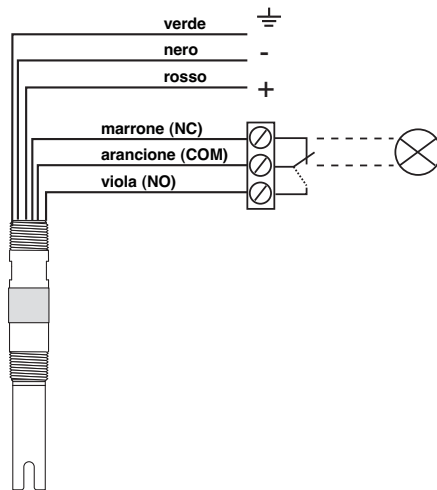 verde
nero
-
rosso
+
marrone (NC)
arancione (COM)
viola (NO)